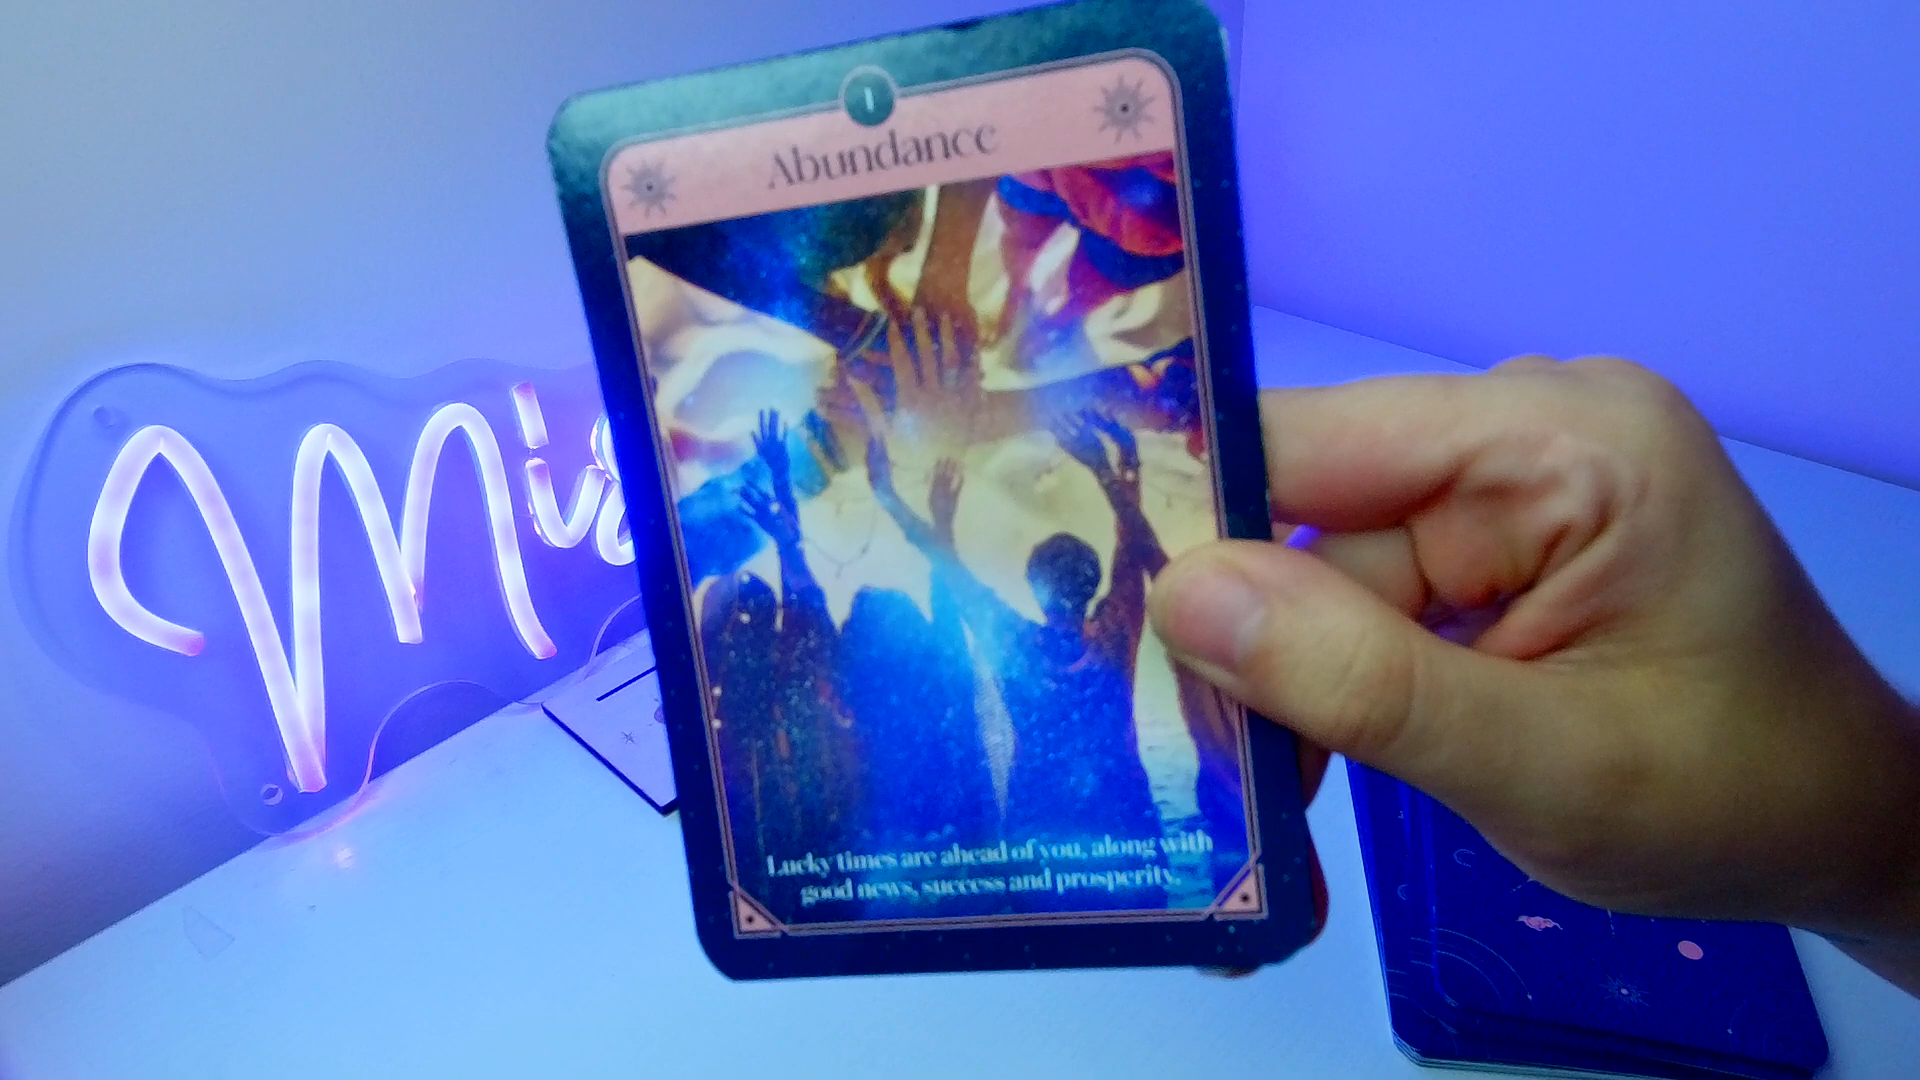 1
Abundance
Lucky times are ahead of you, along with
good news, success and prosperity.